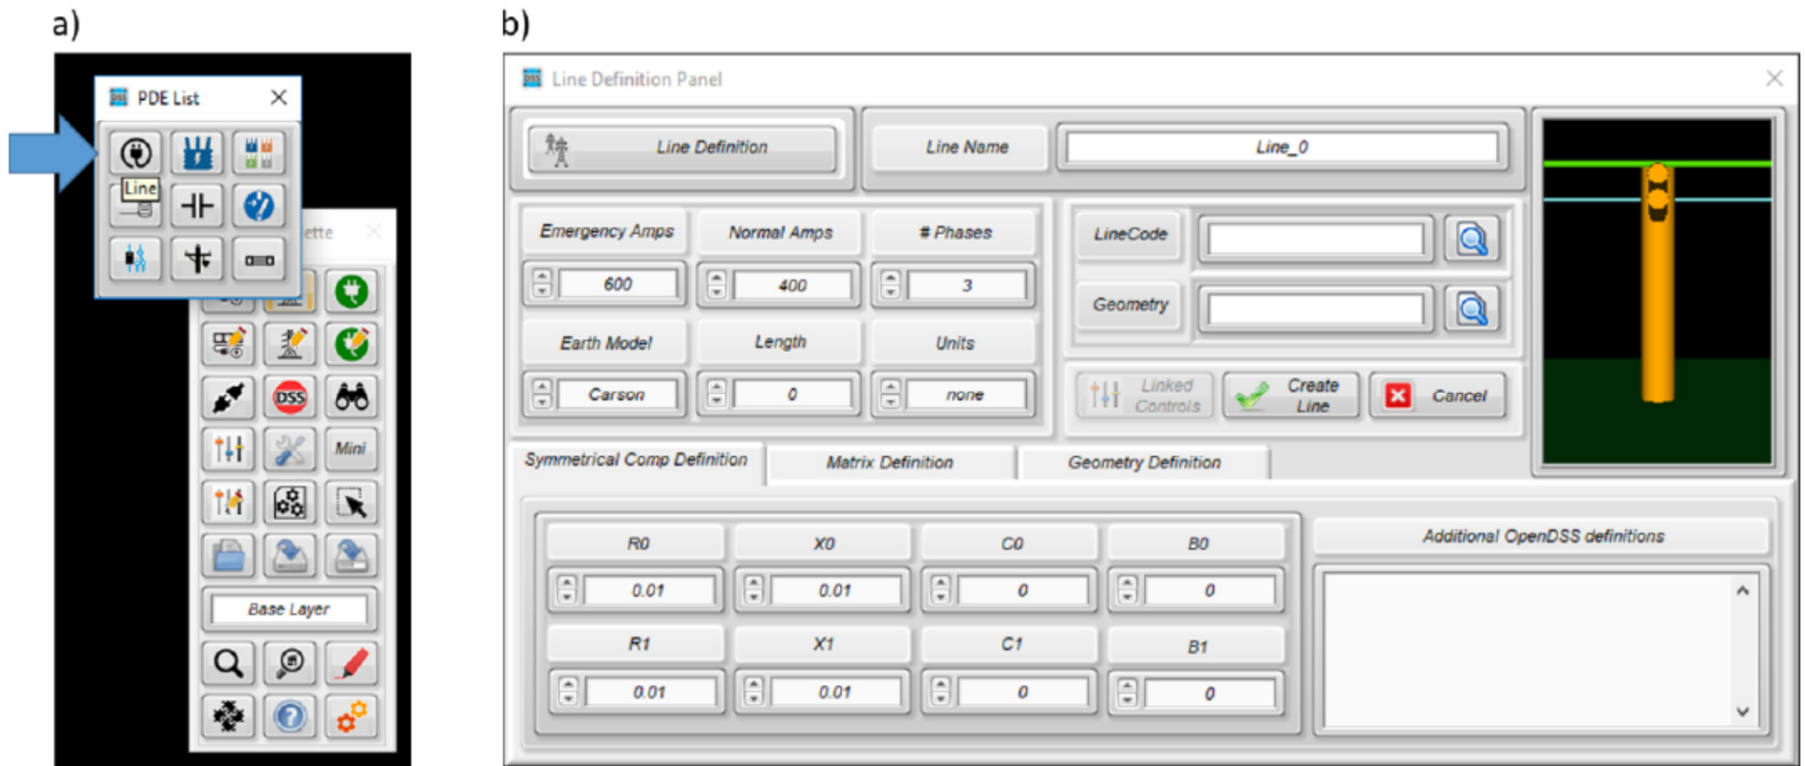 a)
PDE List
Line
ette
DSS
Mini
Base Layer
b)
DSS Line Definition Panel
Line Definition
Line Name
Line_0
Emergency Amps
Normal Amps
# Phases
600
400
3
Earth Model
Length
Units
Carson
0
none
LineCode
Geometry
Linked Controls
Create Line
Cancel
Symmetrical Comp Definition
Matrix Definition
Geometry Definition
R0
X0
C0
B0
0.01
0.01
0
0
R1
X1
C1
B1
0.01
0.01
0
0
Additional OpenDSS definitions